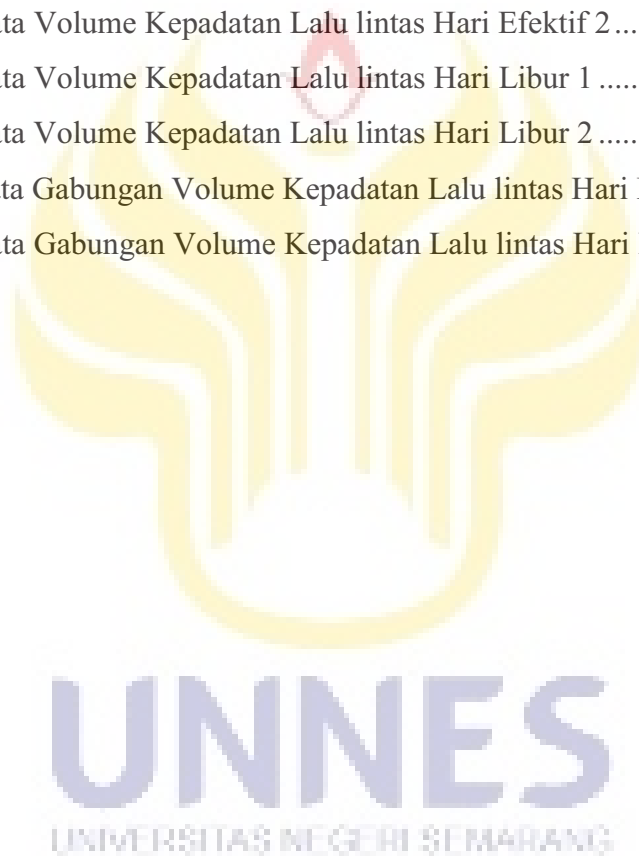 ta Volume Kepadatan Lalu lintas Hari Efektif 2....
ta Volume Kepadatan Lalu lintas Hari Libur 1 .....
ta Volume Kepadatan Lalu lintas Hari Libur 2 .....
ta Gabungan Volume Kepadatan Lalu lintas Hari
ta Gabungan Volume Kepadatan Lalu lintas Hari
UNNES
UNIVERSITAS NEGERI SEMARANG